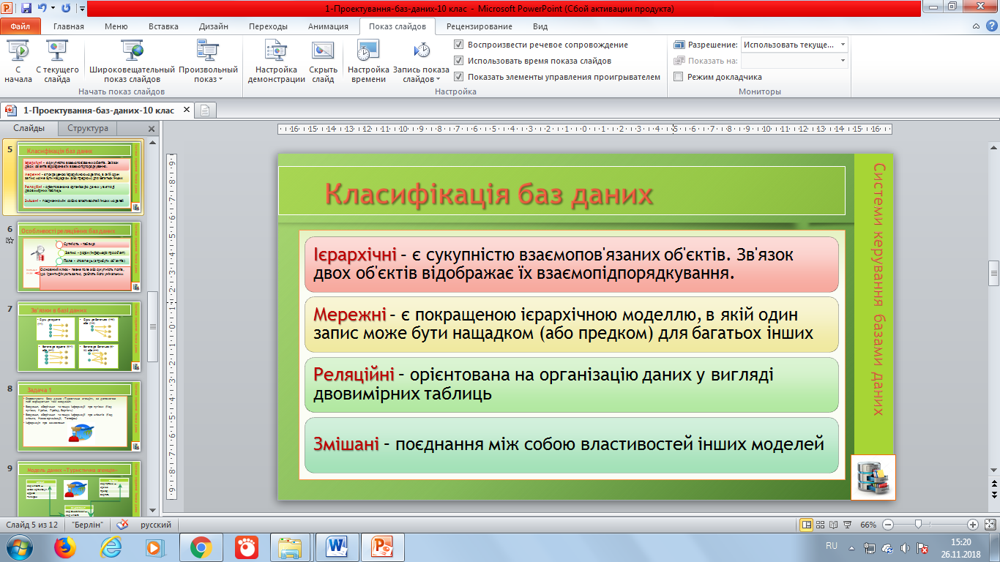 1-Проектування-баз-даних-10 клас - Microsoft PowerPoint (Сбой активации продукта)
Файл Главная Меню Вставка Дизайн Переходы Анимация Показ слайдов Рецензирование Вид
С начала
С текущего слайда
Широковещательный показ слайдов
Произвольный показ
Начать показ слайдов
Настройка демонстрации
Скрыть слайд
Настройка времени
Запись показа слайдов
Воспроизвести речевое сопровождение
Использовать время показа слайдов
Показать элементы управления проигрывателем
Настройка
Разрешение: Использовать текуще...
Показать на:
Режим докладчика
Мониторы
1-Проектування-баз-даних-10 клас
Слайды Структура
5
Класифікація баз даних
6
Особливості реляційних баз даних
Сутність - таблиця
7
Зв'язки в базі даних
8
Задача 1
9
Модель даних «Туристична агенція»
Класифікація баз даних
Ієрархічні – є сукупністю взаємопов'язаних об'єктів. Зв'язок
двох об'єктів відображає їх взаємопідпорядкування.
Мережні – є покращеною ієрархічною моделлю, в якій один
запис може бути нащадком (або предком) для багатьох інших
Реляційні – орієнтована на організацію даних у вигляді
двовимірних таблиць
Змішані – поєднання між собою властивостей інших моделей
Системи керування базами даних
Слайд 5 из 12 "Берлін" русский 66%
RU 15:20
26.11.2018